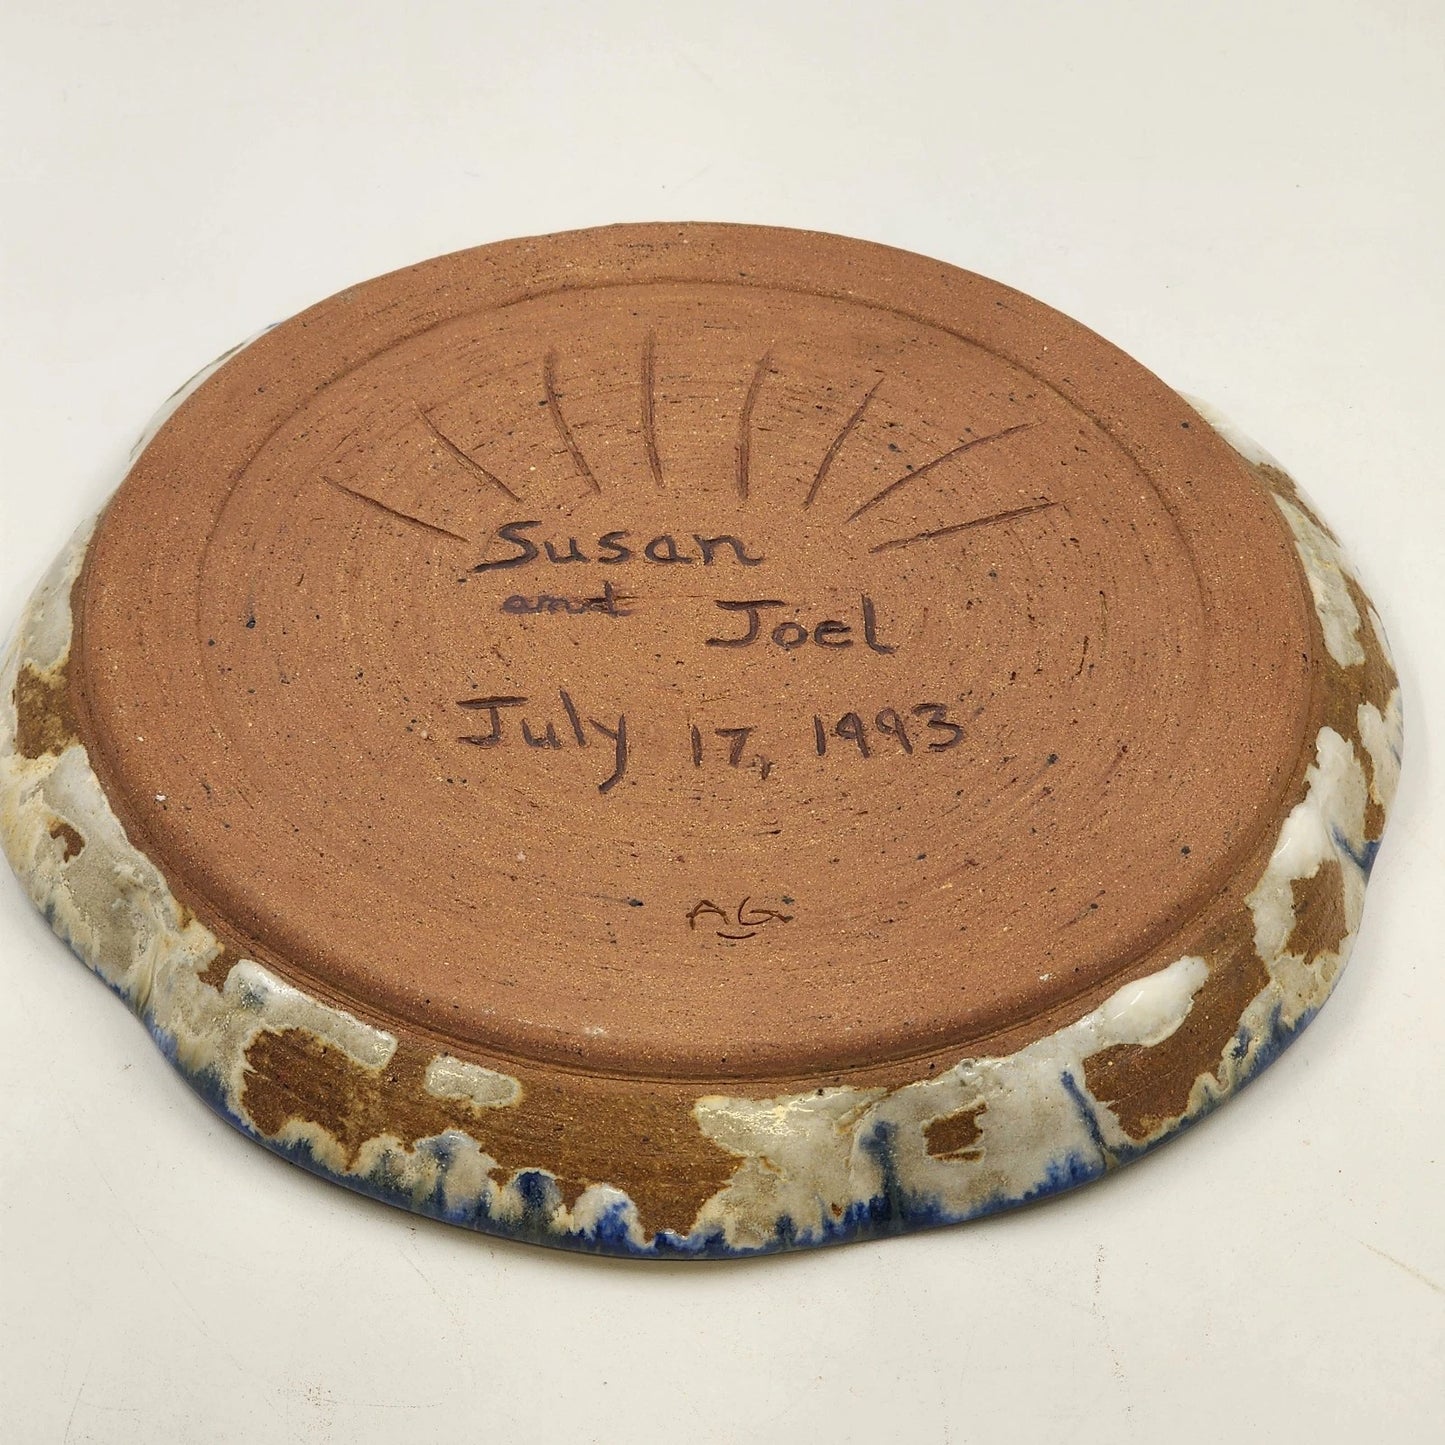 Susan
and Joel
July 17, 1993
AG